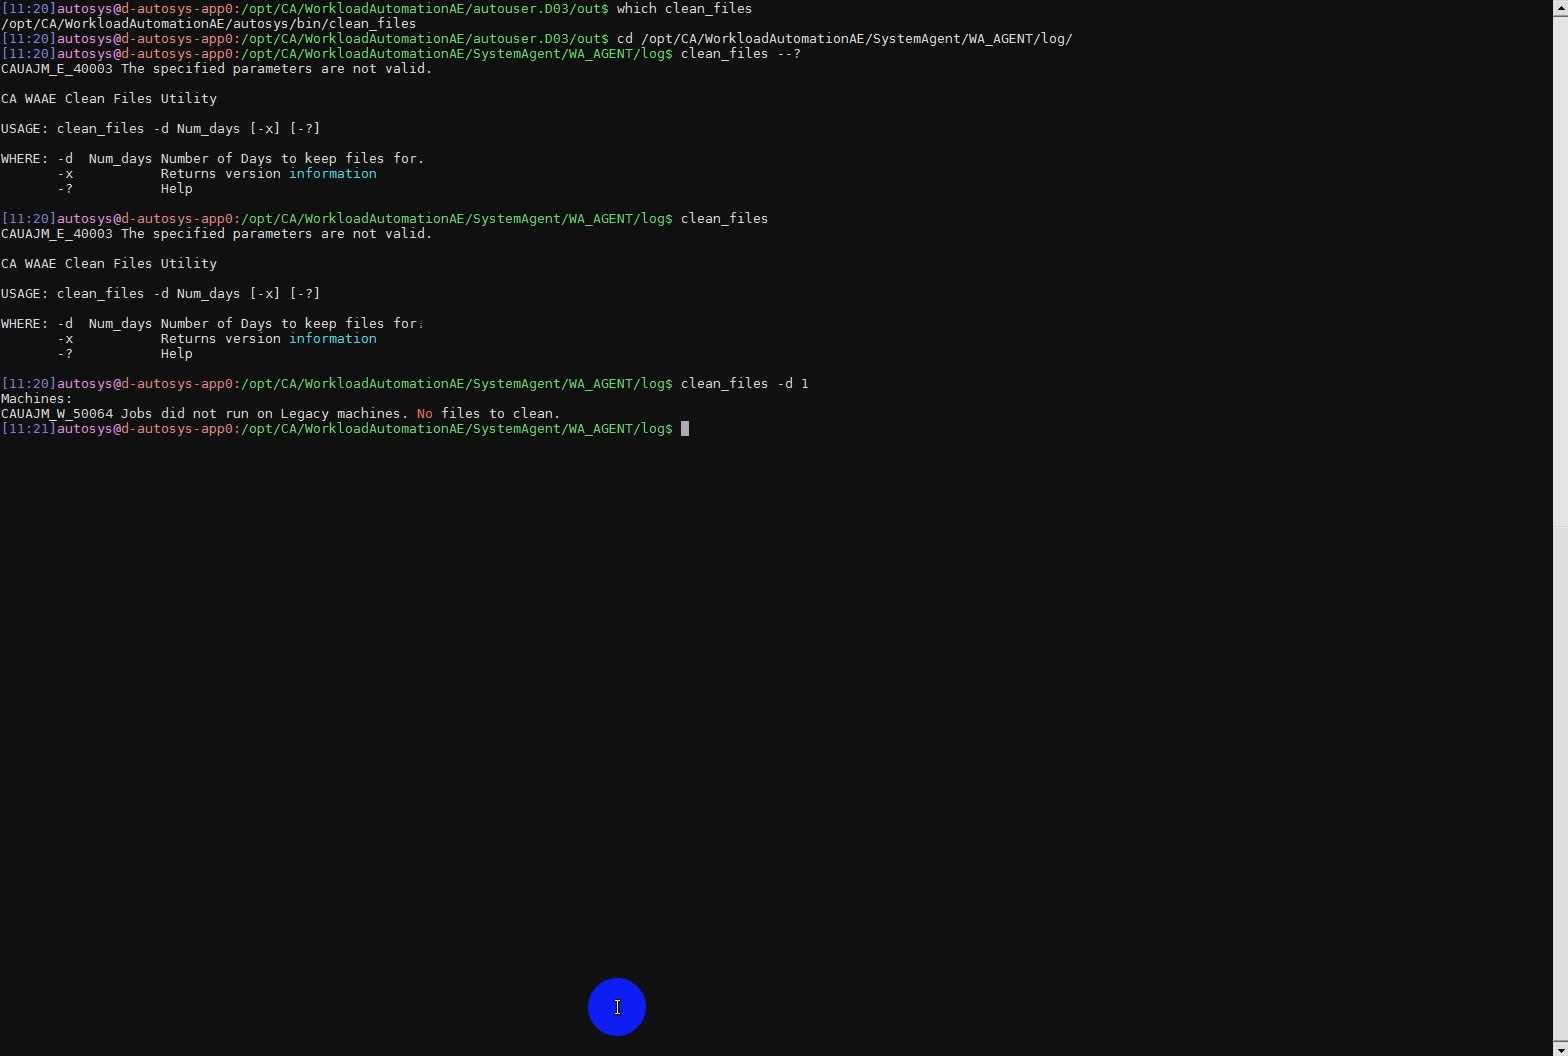 [11:20]autosys@d-autosys-app0:/opt/CA/WorkloadAutomationAE/autouser.D03/out$ which clean_files
/opt/CA/WorkloadAutomationAE/autosys/bin/clean_files
[11:20]autosys@d-autosys-app0:/opt/CA/WorkloadAutomationAE/autouser.D03/out$ cd /opt/CA/WorkloadAutomationAE/SystemAgent/WA_AGENT/log/
[11:20]autosys@d-autosys-app0:/opt/CA/WorkloadAutomationAE/SystemAgent/WA_AGENT/log$ clean_files --?
CAUAJM_E_40003 The specified parameters are not valid.
CA WAAE Clean Files Utility
USAGE: clean_files -d Num_days [-x] [-?]
WHERE: -d  Num_days Number of Days to keep files for.
       -x           Returns version information
       -?           Help
[11:20]autosys@d-autosys-app0:/opt/CA/WorkloadAutomationAE/SystemAgent/WA_AGENT/log$ clean_files
CAUAJM_E_40003 The specified parameters are not valid.
CA WAAE Clean Files Utility
USAGE: clean_files -d Num_days [-x] [-?]
WHERE: -d  Num_days Number of Days to keep files for.
       -x           Returns version information
       -?           Help
[11:20]autosys@d-autosys-app0:/opt/CA/WorkloadAutomationAE/SystemAgent/WA_AGENT/log$ clean_files -d 1
Machines:
CAUAJM_W_50064 Jobs did not run on Legacy machines. No files to clean.
[11:21]autosys@d-autosys-app0:/opt/CA/WorkloadAutomationAE/SystemAgent/WA_AGENT/log$